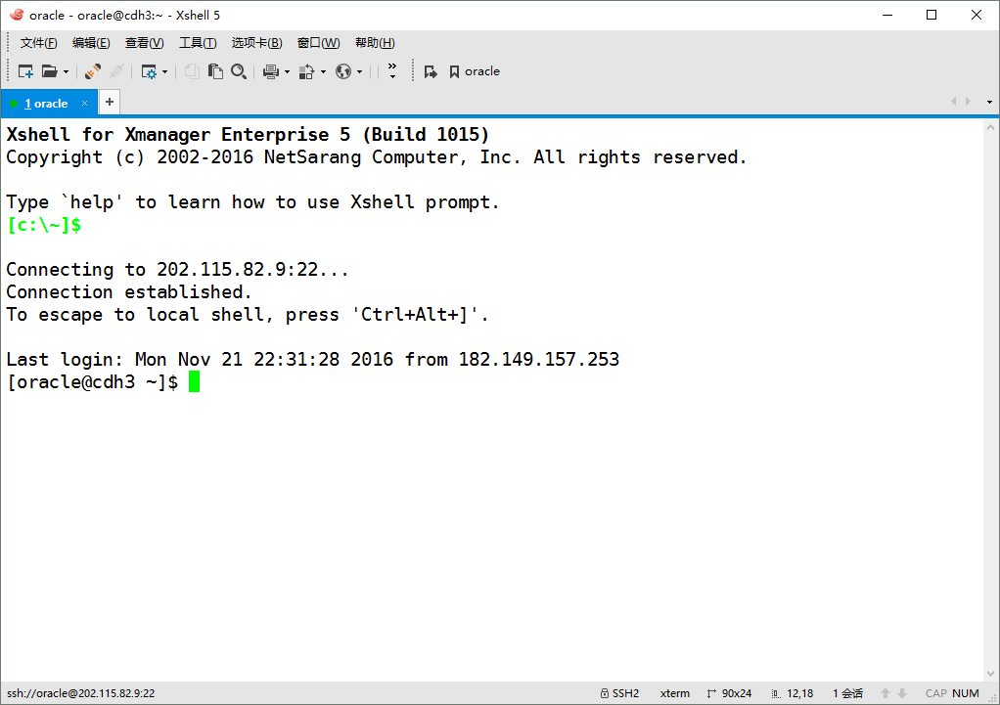 oracle - oracle@cdh3:~ - Xshell 5
文件(F) 编辑(E) 查看(V) 工具(T) 选项卡(B) 窗口(W) 帮助(H)
oracle
1 oracle × +
Xshell for Xmanager Enterprise 5 (Build 1015)
Copyright (c) 2002-2016 NetSarang Computer, Inc. All rights reserved.
Type `help' to learn how to use Xshell prompt.
[c:\~]$
Connecting to 202.115.82.9:22...
Connection established.
To escape to local shell, press 'Ctrl+Alt+]'.
Last login: Mon Nov 21 22:31:28 2016 from 182.149.157.253
[oracle@cdh3 ~]$
ssh://oracle@202.115.82.9:22 SSH2 xterm 90x24 12,18 1 会话 CAP NUM